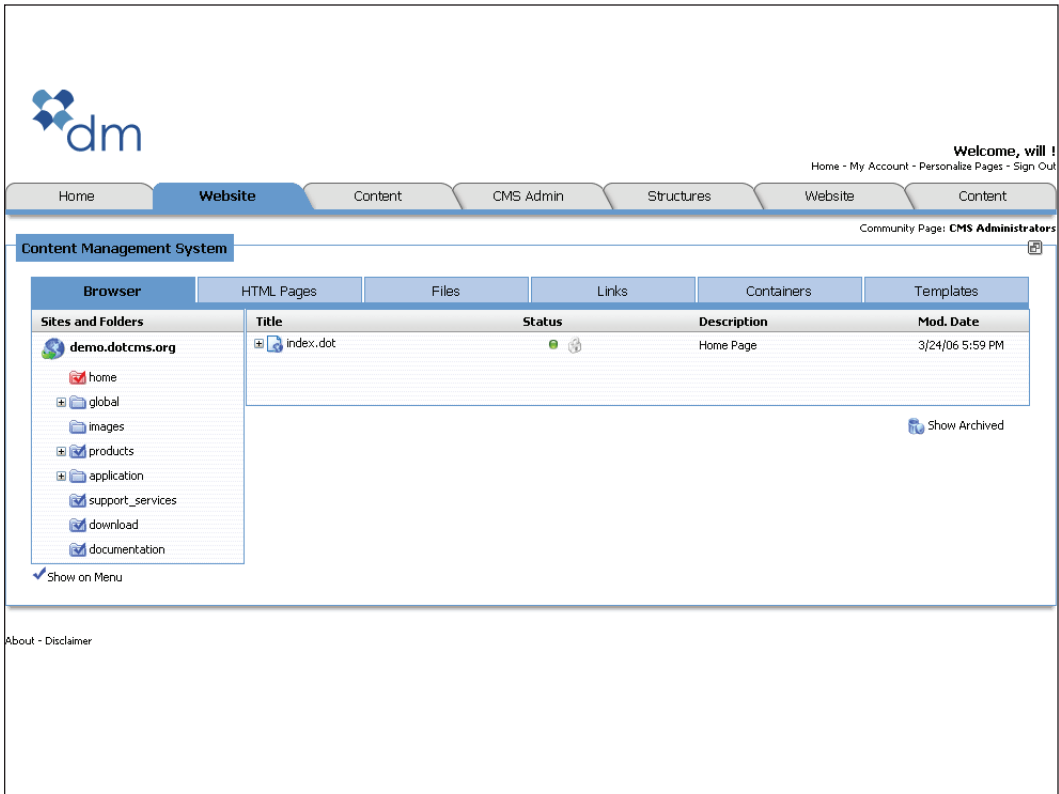 dm
Welcome, will !
Home - My Account - Personalize Pages - Sign Out
Home Website Content CMS Admin Structures Website Content
Community Page: CMS Administrators
Content Management System
Browser HTML Pages Files Links Containers Templates
Sites and Folders Title Status Description Mod. Date
demo.dotcms.org index.dot Home Page 3/24/06 5:59 PM
home
global
images
Show Archived
products
application
support_services
download
documentation
Show on Menu
About - Disclaimer